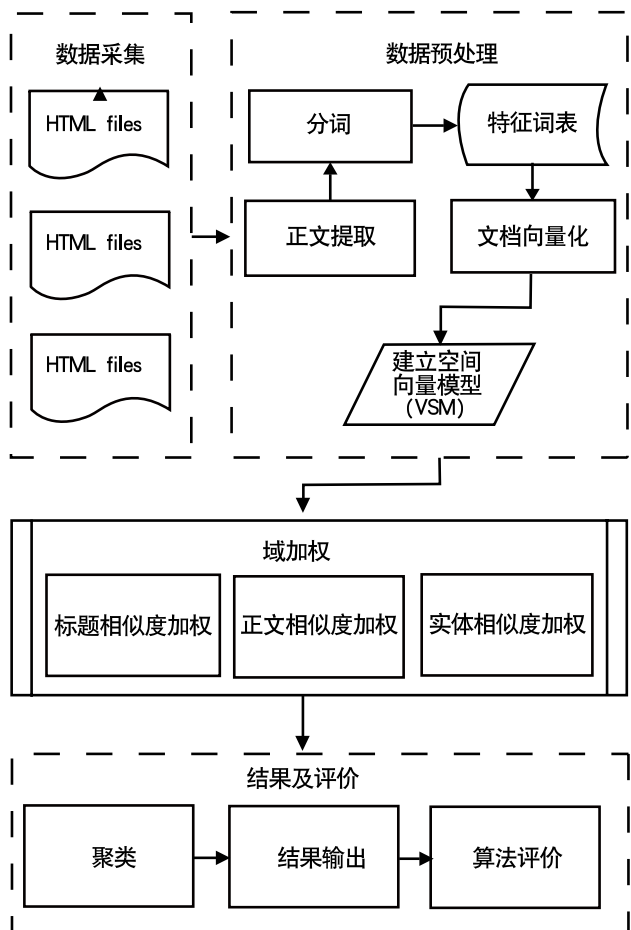 数据采集
HTML files
HTML files
HTML files
数据预处理
分词
特征词表
正文提取
文档向量化
建立空间
向量模型
(VSM)
域加权
标题相似度加权
正文相似度加权
实体相似度加权
结果及评价
聚类
结果输出
算法评价